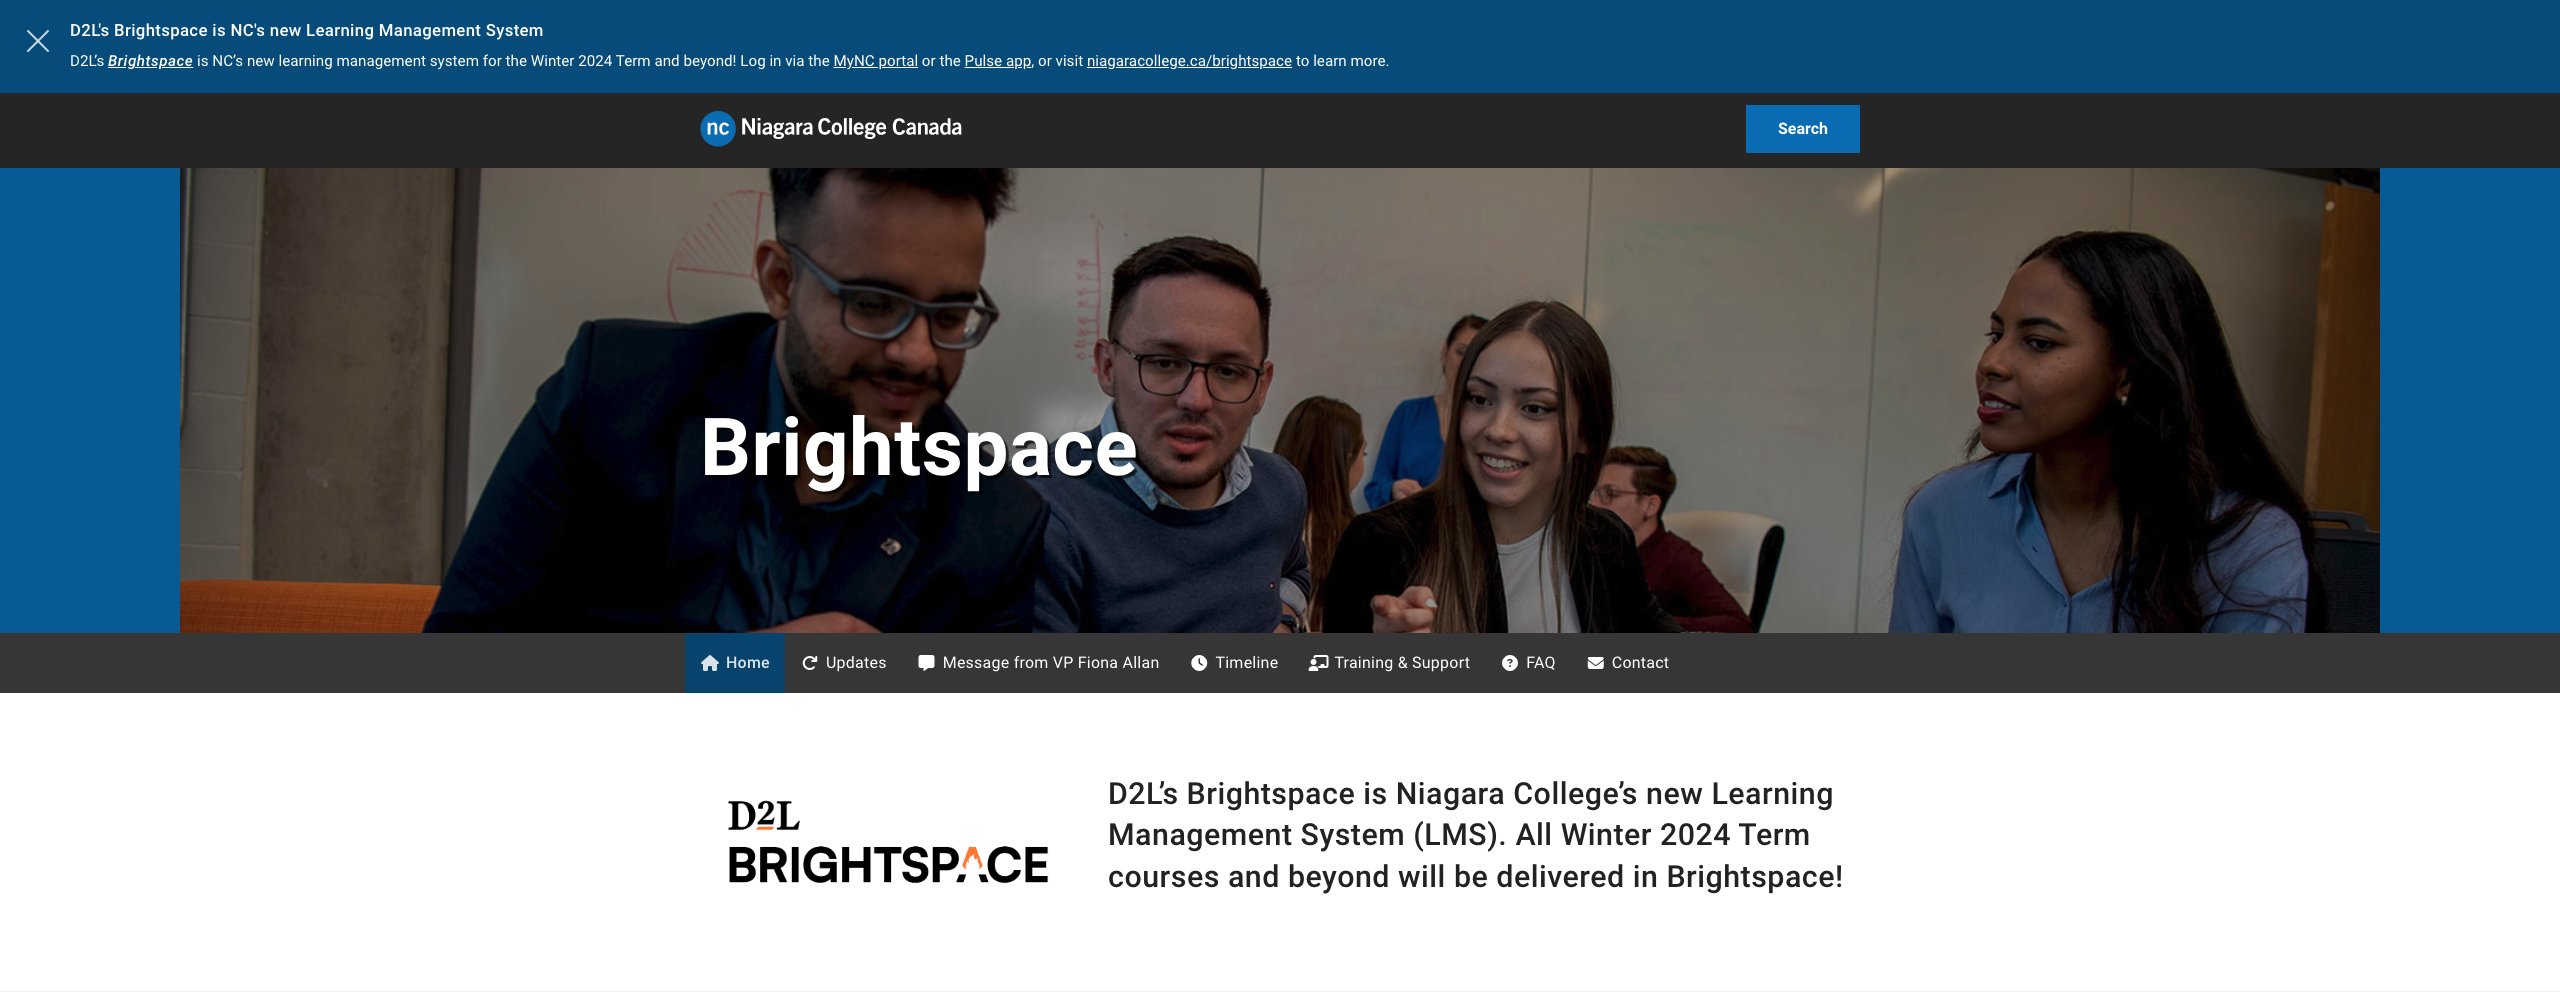 D2L's Brightspace is NC's new Learning Management System
D2L’s Brightspace is NC’s new learning management system for the Winter 2024 Term and beyond! Log in via the MyNC portal or the Pulse app, or visit niagaracollege.ca/brightspace to learn more.
nc Niagara College Canada
Search
Brightspace
Home Updates Message from VP Fiona Allan Timeline Training & Support FAQ Contact
D2L
BRIGHTSPACE
D2L’s Brightspace is Niagara College’s new Learning
Management System (LMS). All Winter 2024 Term
courses and beyond will be delivered in Brightspace!